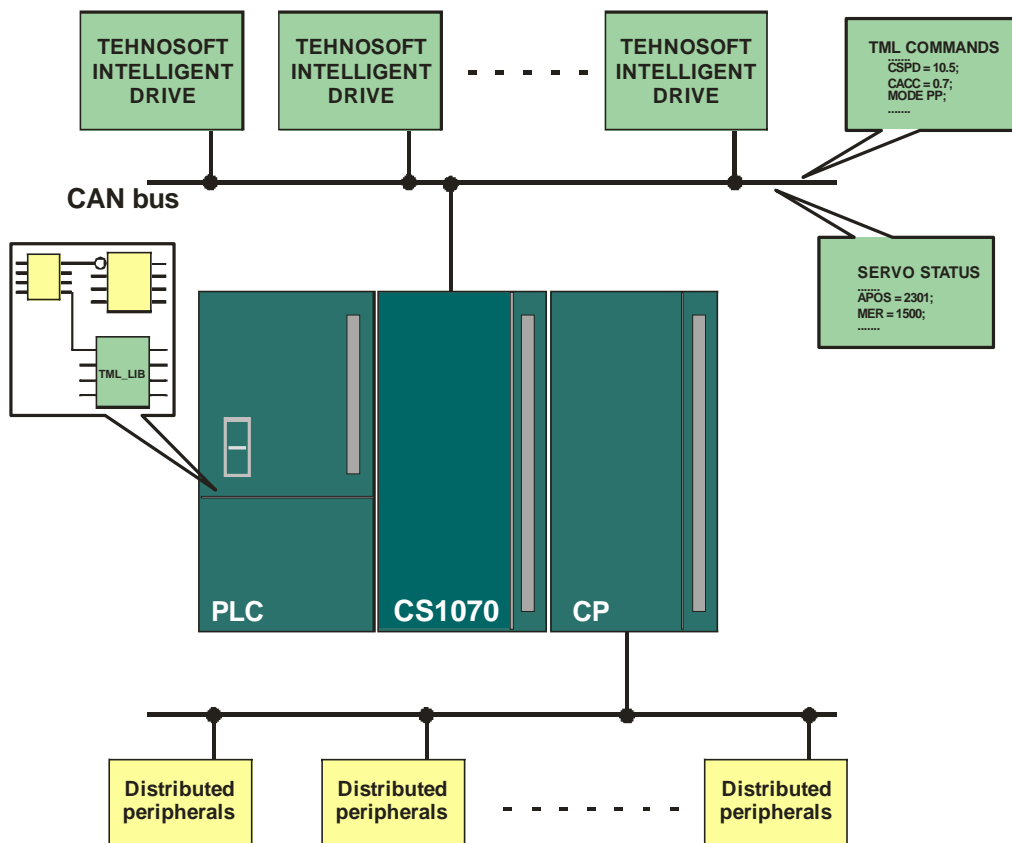 TEHNOSOFT
INTELLIGENT
DRIVE
TEHNOSOFT
INTELLIGENT
DRIVE
TEHNOSOFT
INTELLIGENT
DRIVE
TML COMMANDS
.......
CSPD = 10.5;
CACC = 0.7;
MODE PP;
.......
CAN bus
SERVO STATUS
.......
APOS = 2301;
MER = 1500;
.......
TML_LIB
PLC
CS1070
CP
Distributed
peripherals
Distributed
peripherals
Distributed
peripherals